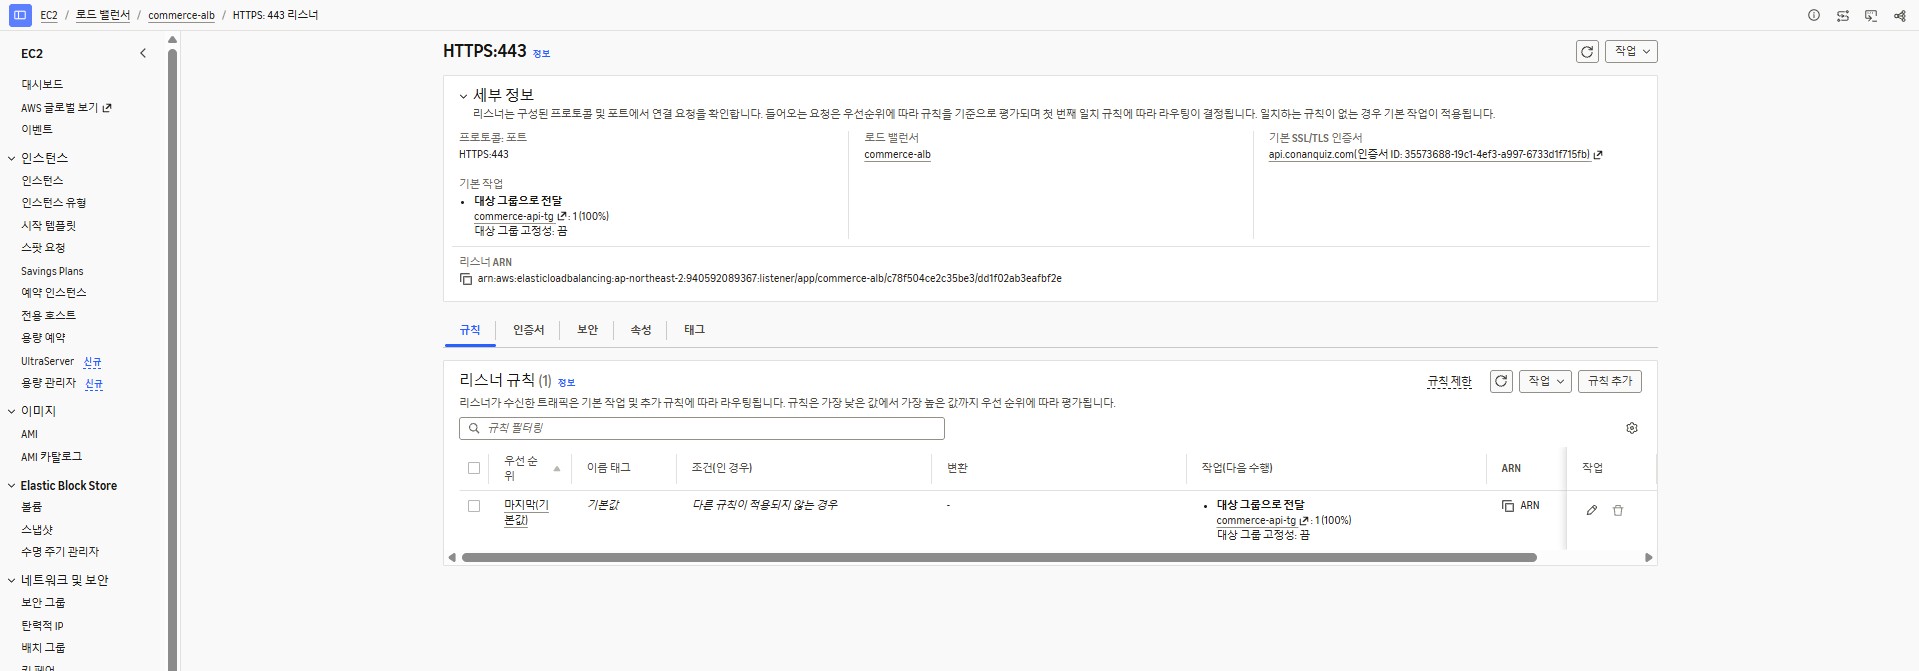 EC2 / 로드 밸런서 / commerce-alb / HTTPS: 443 리스너
EC2
대시보드
AWS 글로벌 보기
이벤트
인스턴스
인스턴스
인스턴스 유형
시작 템플릿
스팟 요청
Savings Plans
예약 인스턴스
전용 호스트
용량 예약
UltraServer 신규
용량 관리자 신규
이미지
AMI
AMI 카탈로그
Elastic Block Store
볼륨
스냅샷
수명 주기 관리자
네트워크 및 보안
보안 그룹
탄력적 IP
배치 그룹
키 페어
HTTPS:443 정보
작업
세부 정보
리스너는 구성된 프로토콜 및 포트에서 연결 요청을 확인합니다. 들어오는 요청은 우선순위에 따라 규칙을 기준으로 평가되며 첫 번째 일치 규칙에 따라 라우팅이 결정됩니다. 일치하는 규칙이 없는 경우 기본 작업이 적용됩니다.
프로토콜: 포트
HTTPS:443
로드 밸런서
commerce-alb
기본 SSL/TLS 인증서
api.conanquiz.com(인증서 ID: 35573688-19c1-4ef3-a997-6733d1f715fb)
기본 작업
• 대상 그룹으로 전달
commerce-api-tg : 1 (100%)
대상 그룹 고정성: 끔
리스너 ARN
arn:aws:elasticloadbalancing:ap-northeast-2:940592089367:listener/app/commerce-alb/c78f504ce2c35be3/dd1f02ab3eafbf2e
규칙 인증서 보안 속성 태그
리스너 규칙 (1) 정보
규칙 제한 작업 규칙 추가
리스너가 수신한 트래픽은 기본 작업 및 추가 규칙에 따라 라우팅됩니다. 규칙은 가장 낮은 값에서 가장 높은 값까지 우선 순위에 따라 평가됩니다.
규칙 필터링
우선 순
위
이름 태그
조건(인 경우)
변환
작업(다음 수행)
ARN
작업
마지막(기
본값)
기본값
다른 규칙이 적용되지 않는 경우
-
• 대상 그룹으로 전달
commerce-api-tg : 1 (100%)
대상 그룹 고정성: 끔
ARN